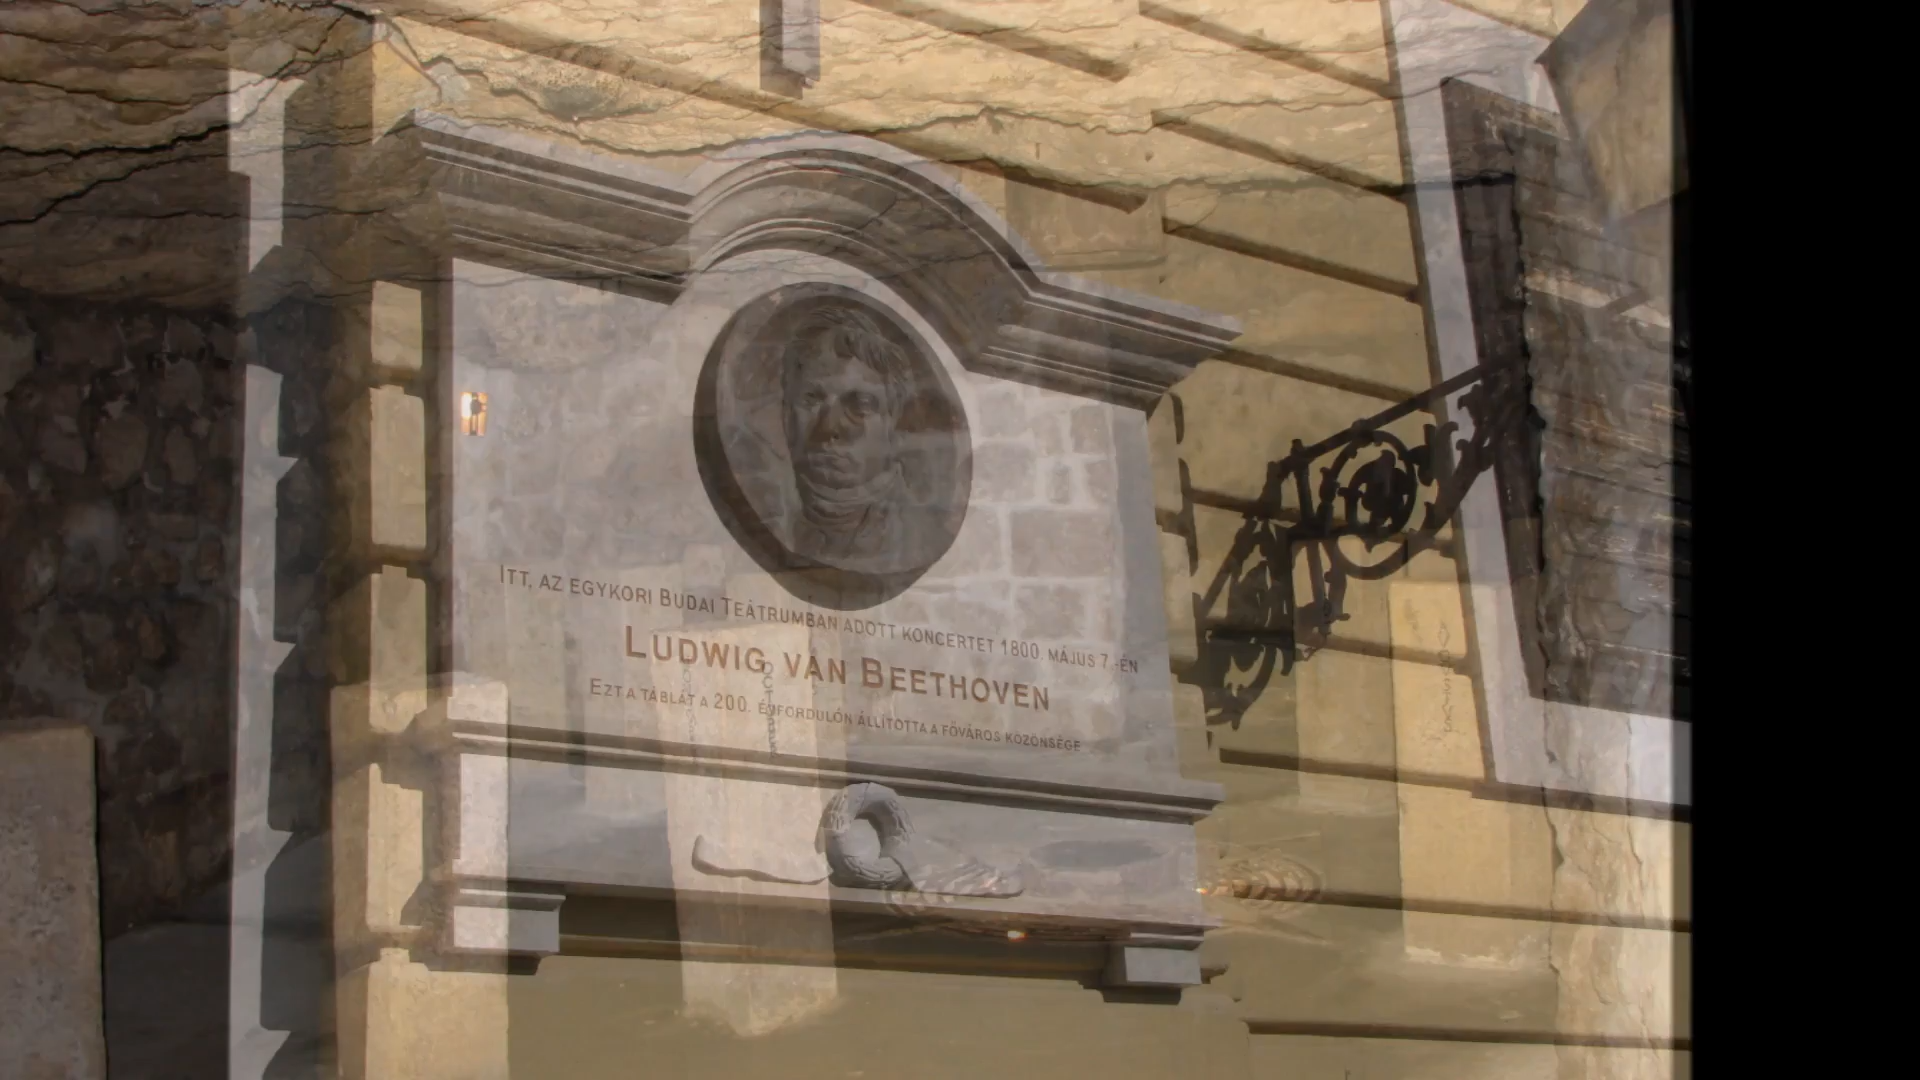 ITT, AZ EGYKORI BUDAI TEÁTRUMBAN ADOTT KONCERTET 1800. MÁJUS 7.-ÉN
LUDWIG VAN BEETHOVEN
EZT A TÁBLÁT A 200. ÉVFORDULÓN ÁLLÍTOTTA A FŐVÁROS KÖZÖNSÉGE